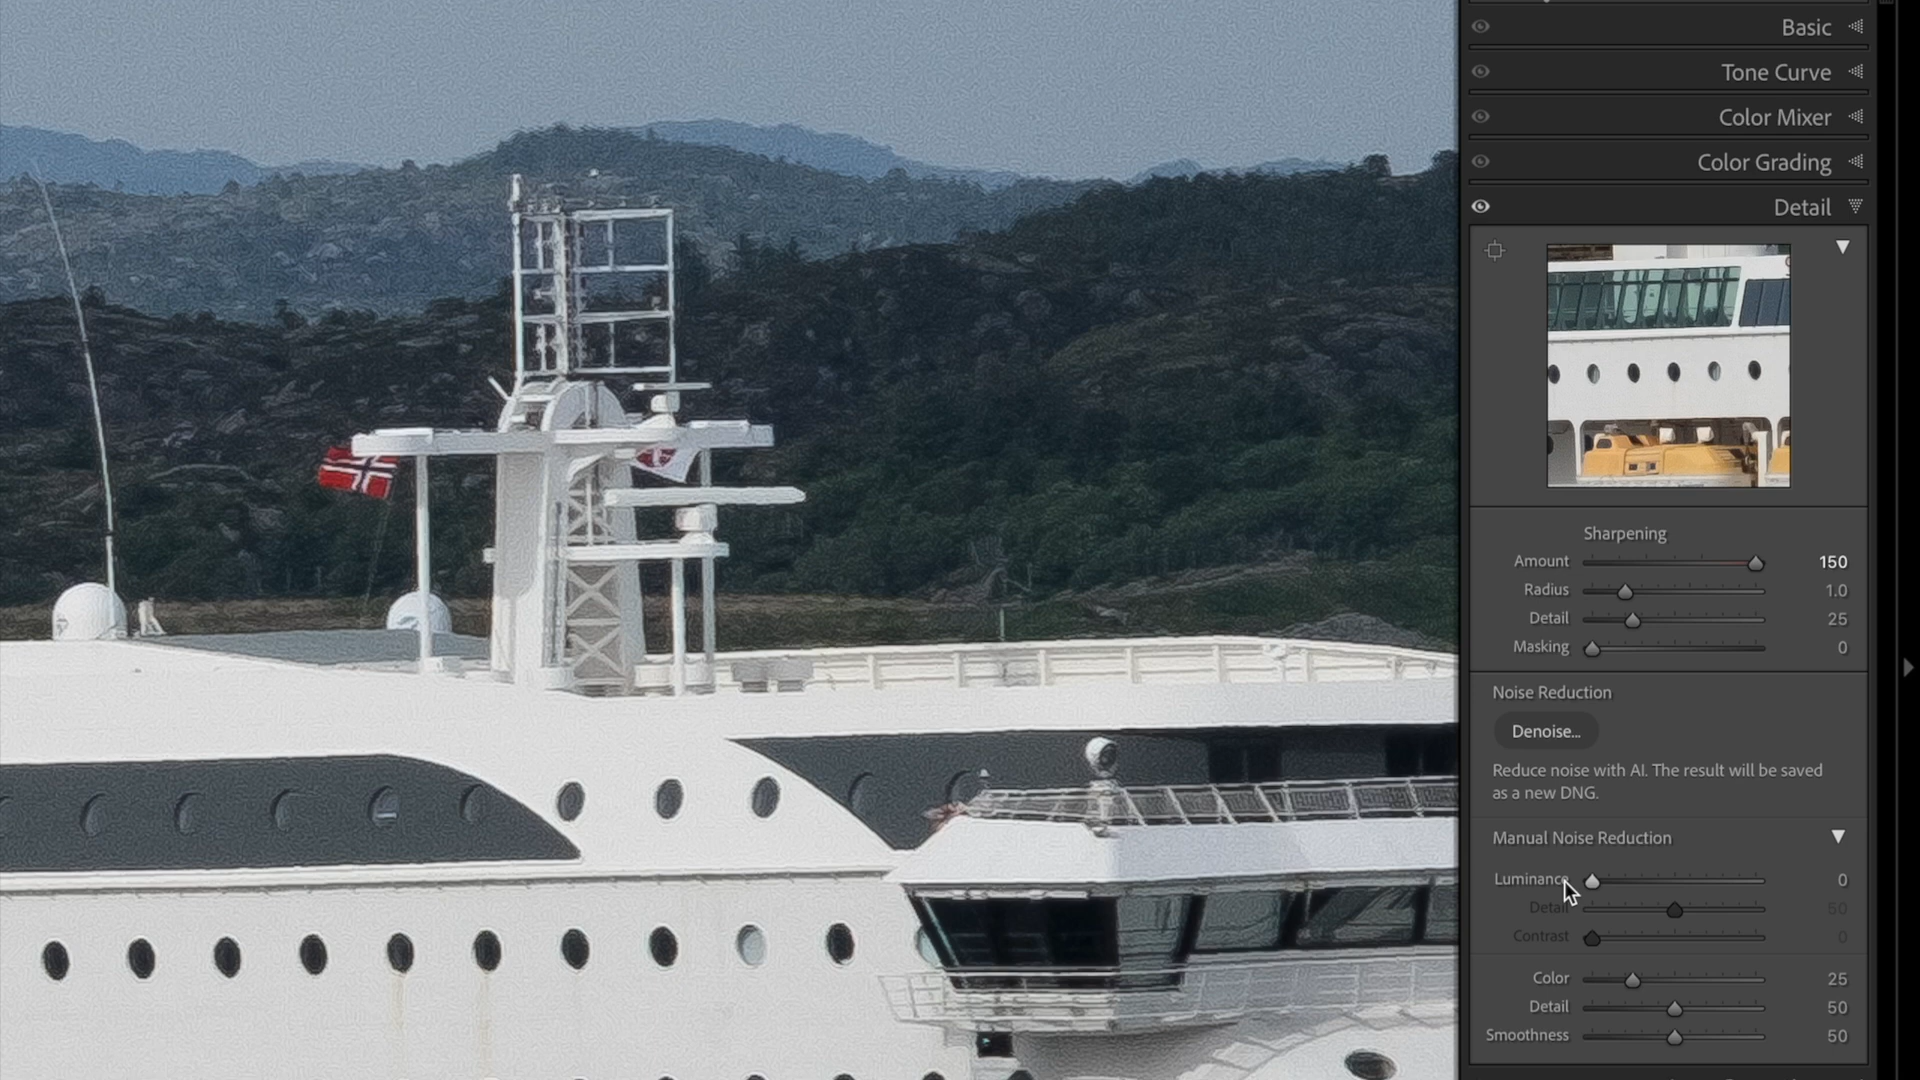 Basic
Tone Curve
Color Mixer
Color Grading
Detail
Sharpening
Amount 150
Radius 1.0
Detail 25
Masking 0
Noise Reduction
Denoise...
Reduce noise with AI. The result will be saved
as a new DNG.
Manual Noise Reduction
Luminance 0
Detail 50
Contrast 0
Color 25
Detail 50
Smoothness 50